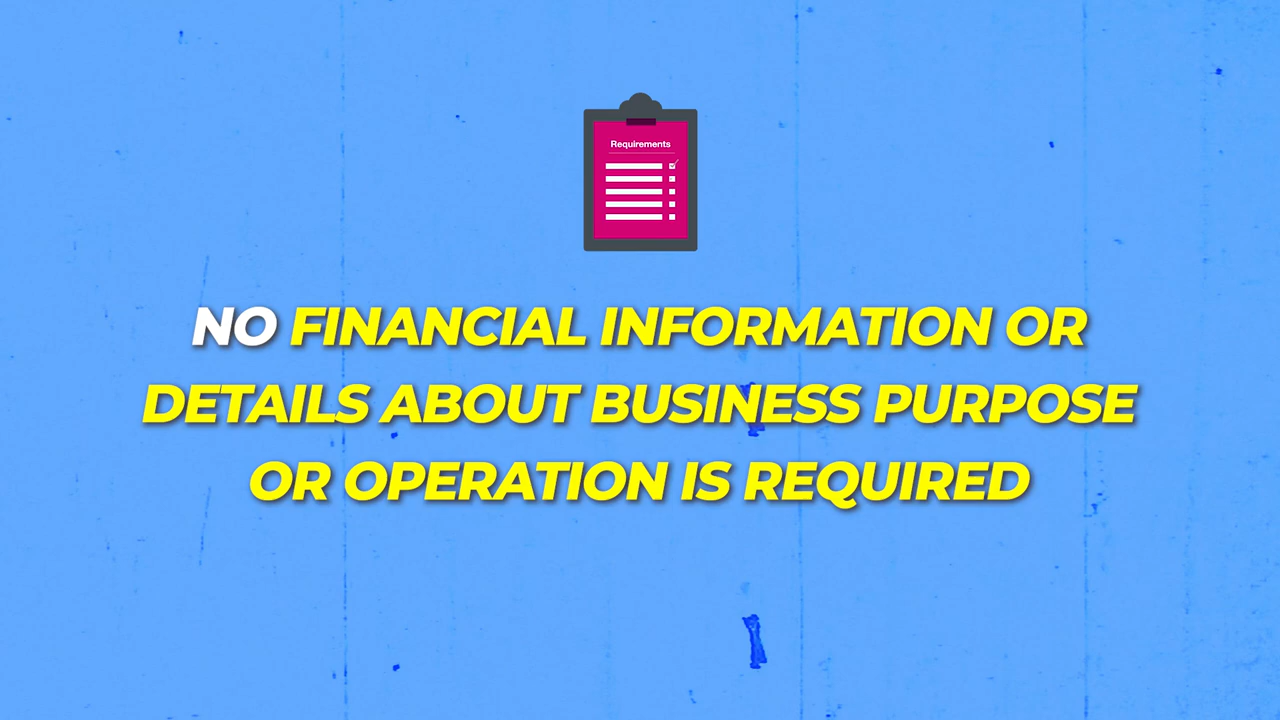 Requirements
NO FINANCIAL INFORMATION OR
DETAILS ABOUT BUSINESS PURPOSE
OR OPERATION IS REQUIRED